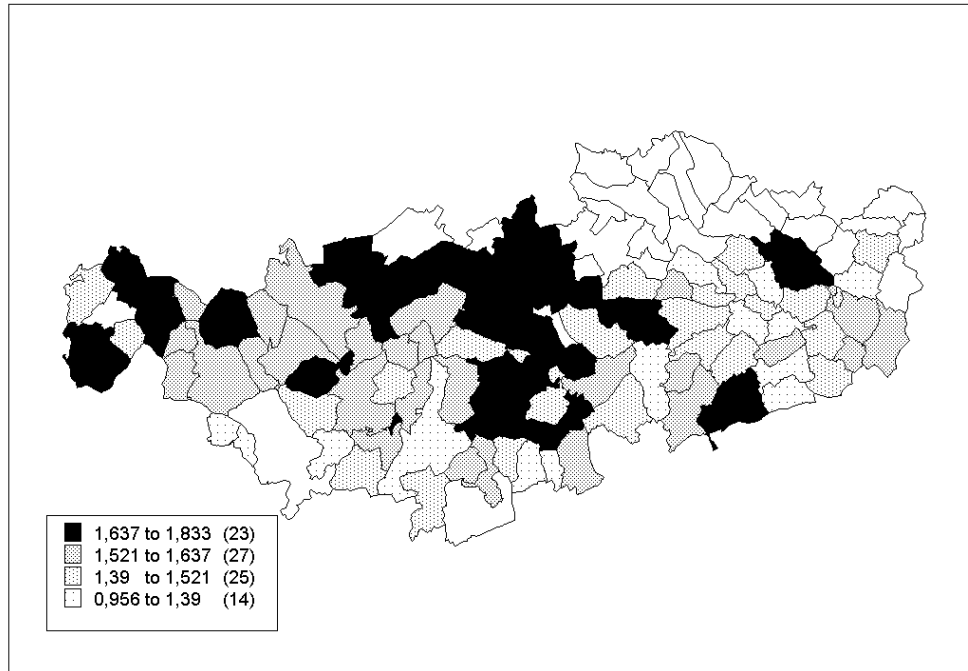 1,637 to 1,833 (23)
1,521 to 1,637 (27)
1,39 to 1,521 (25)
0,956 to 1,39 (14)